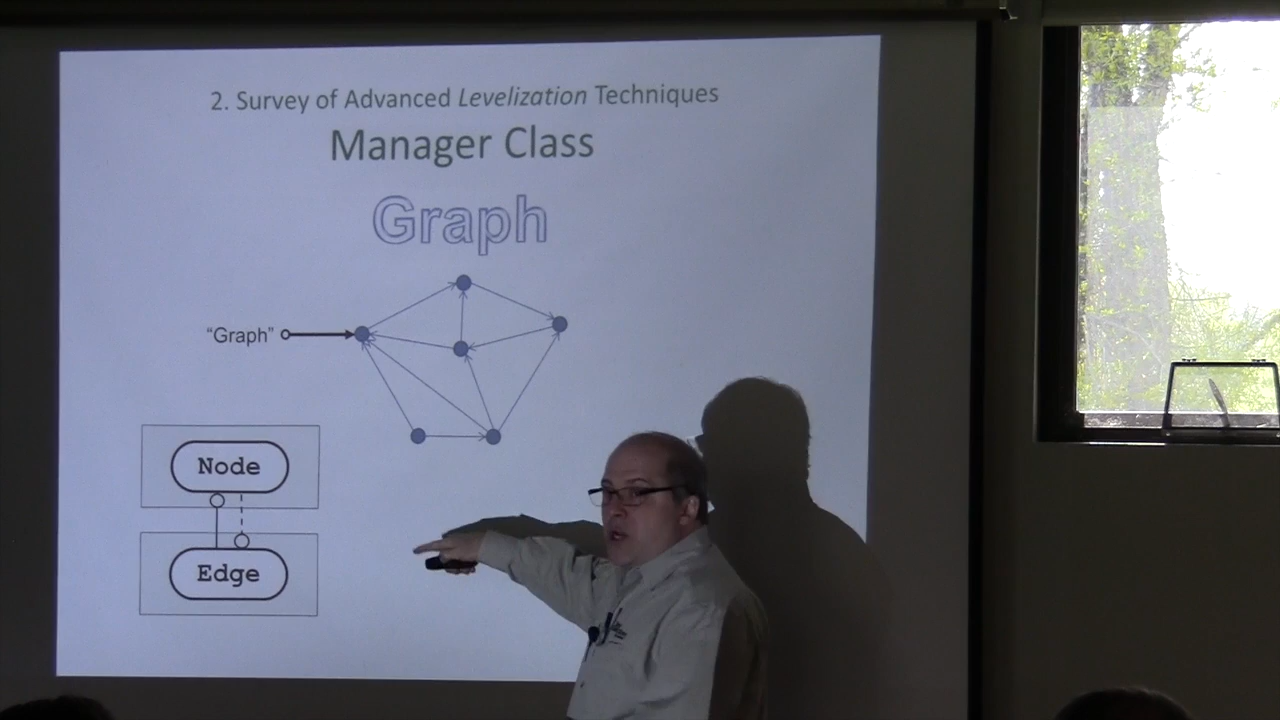 2. Survey of Advanced Levelization Techniques
Manager Class
Graph
"Graph"
Node
Edge